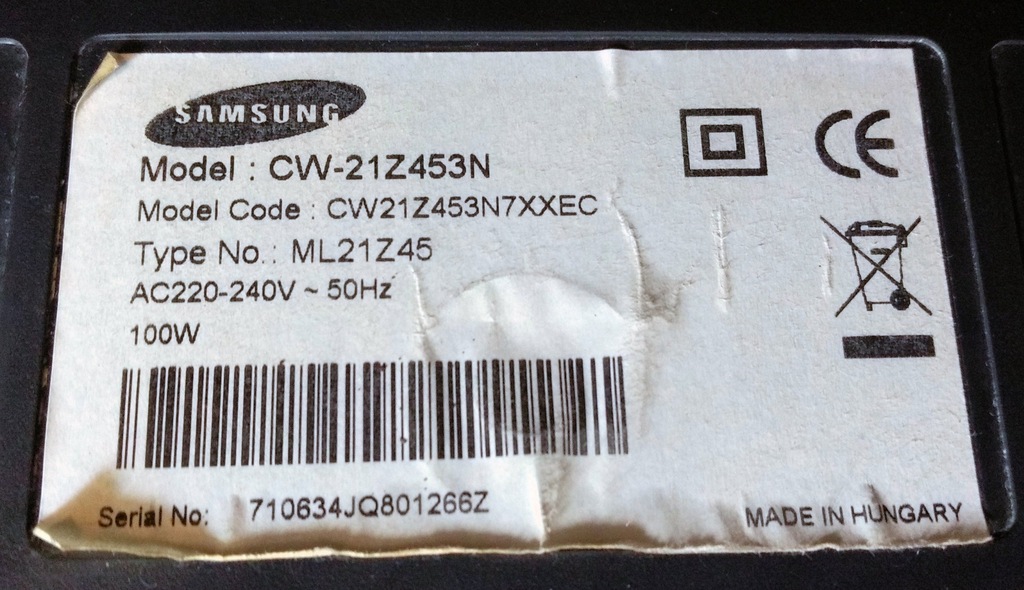 SAMSUNG
Model : CW-21Z453N
Model Code : CW21Z453N7XXEC
Type No.: ML21Z45
AC220-240V ~ 50Hz
100W
Serial No: 710634JQ801266Z
MADE IN HUNGARY
CE